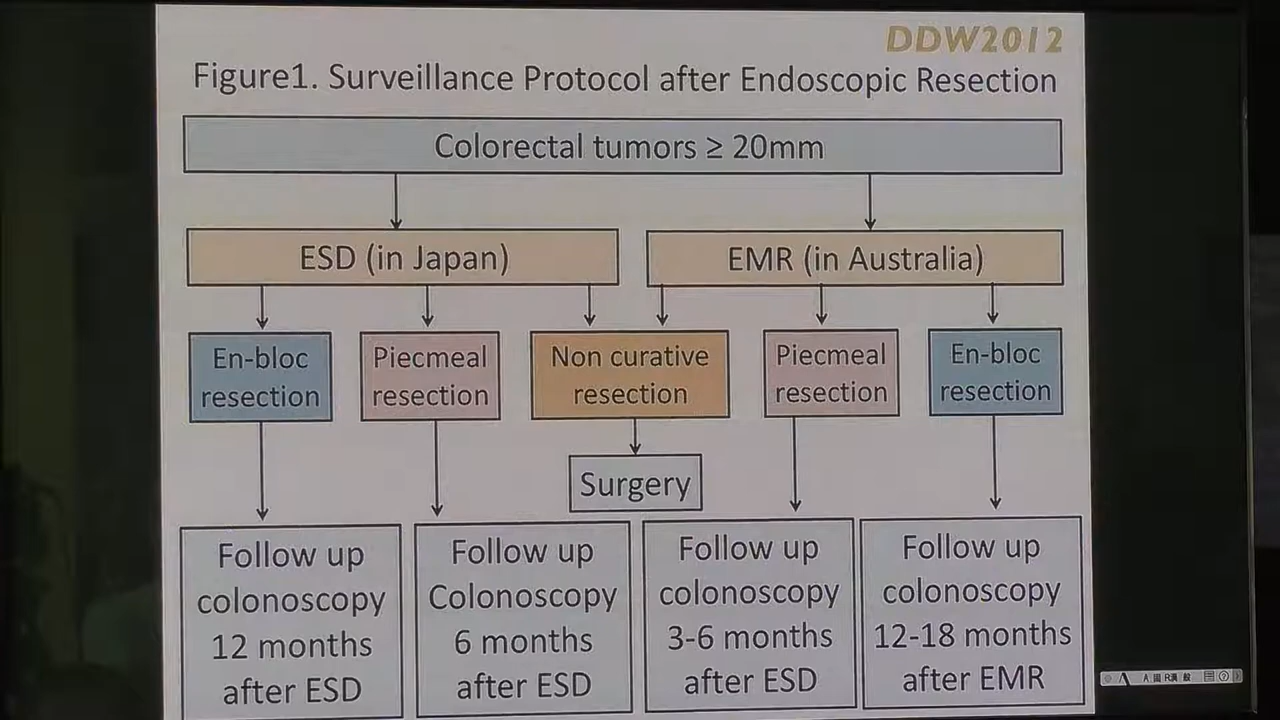 DDW2012
Figure1. Surveillance Protocol after Endoscopic Resection
Colorectal tumors ≥ 20mm
ESD (in Japan)
EMR (in Australia)
En-bloc
resection
Piecmeal
resection
Non curative
resection
Piecmeal
resection
En-bloc
resection
Surgery
Follow up
colonoscopy
12 months
after ESD
Follow up
Colonoscopy
6 months
after ESD
Follow up
colonoscopy
3-6 months
after ESD
Follow up
colonoscopy
12-18 months
after EMR